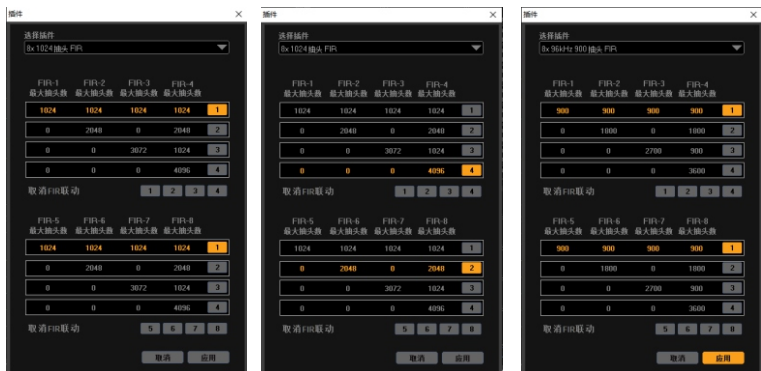 插件 ×
选择插件
8x 1024 抽头 FIR
FIR-1 FIR-2 FIR-3 FIR-4
最大抽头数 最大抽头数 最大抽头数 最大抽头数
1024 1024 1024 1024 1
0 2048 0 2048 2
0 0 3072 1024 3
0 0 0 4096 4
取消FIR联动 1 2 3 4
FIR-5 FIR-6 FIR-7 FIR-8
最大抽头数 最大抽头数 最大抽头数 最大抽头数
1024 1024 1024 1024 1
0 2048 0 2048 2
0 0 3072 1024 3
0 0 0 4096 4
取消FIR联动 5 6 7 8
取消 应用
插件 ×
选择插件
8x 1024 抽头 FIR
FIR-1 FIR-2 FIR-3 FIR-4
最大抽头数 最大抽头数 最大抽头数 最大抽头数
1024 1024 1024 1024 1
0 2048 0 2048 2
0 0 3072 1024 3
0 0 0 4096 4
取消FIR联动 1 2 3 4
FIR-5 FIR-6 FIR-7 FIR-8
最大抽头数 最大抽头数 最大抽头数 最大抽头数
1024 1024 1024 1024 1
0 2048 0 2048 2
0 0 3072 1024 3
0 0 0 4096 4
取消FIR联动 5 6 7 8
取消 应用
插件 ×
选择插件
8x 96kHz 900 抽头 FIR
FIR-1 FIR-2 FIR-3 FIR-4
最大抽头数 最大抽头数 最大抽头数 最大抽头数
900 900 900 900 1
0 1800 0 1800 2
0 0 2700 900 3
0 0 0 3600 4
取消FIR联动 1 2 3 4
FIR-5 FIR-6 FIR-7 FIR-8
最大抽头数 最大抽头数 最大抽头数 最大抽头数
900 900 900 900 1
0 1800 0 1800 2
0 0 2700 900 3
0 0 0 3600 4
取消FIR联动 5 6 7 8
取消 应用